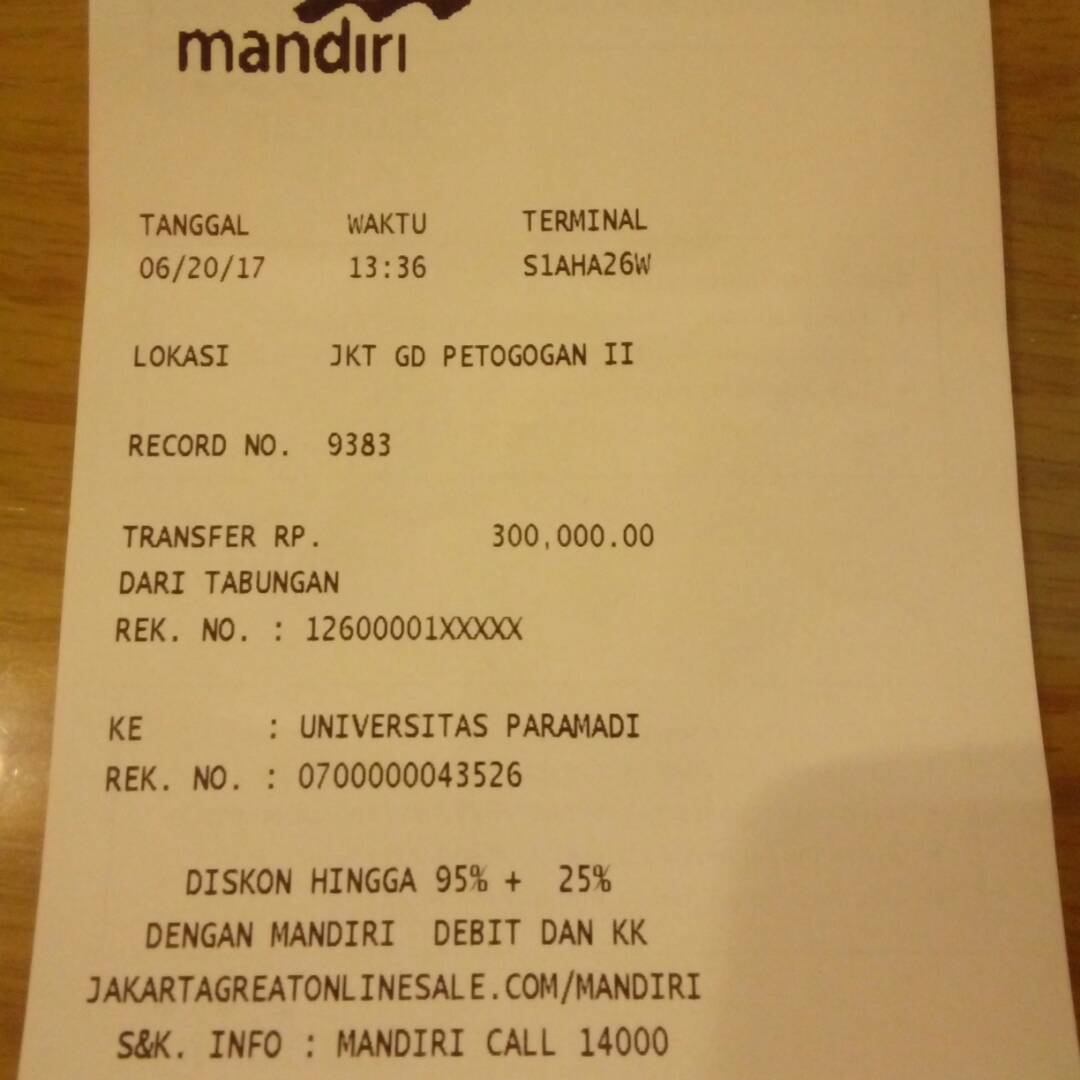 mandiri
TANGGAL WAKTU TERMINAL
06/20/17 13:36 S1AHA26W
LOKASI JKT GD PETOGOGAN II
RECORD NO. 9383
TRANSFER RP. 300,000.00
DARI TABUNGAN
REK. NO. : 12600001XXXXX
KE : UNIVERSITAS PARAMADI
REK. NO. : 0700000043526
DISKON HINGGA 95% + 25%
DENGAN MANDIRI DEBIT DAN KK
JAKARTAGREATONLINESALE.COM/MANDIRI
S&K. INFO : MANDIRI CALL 14000